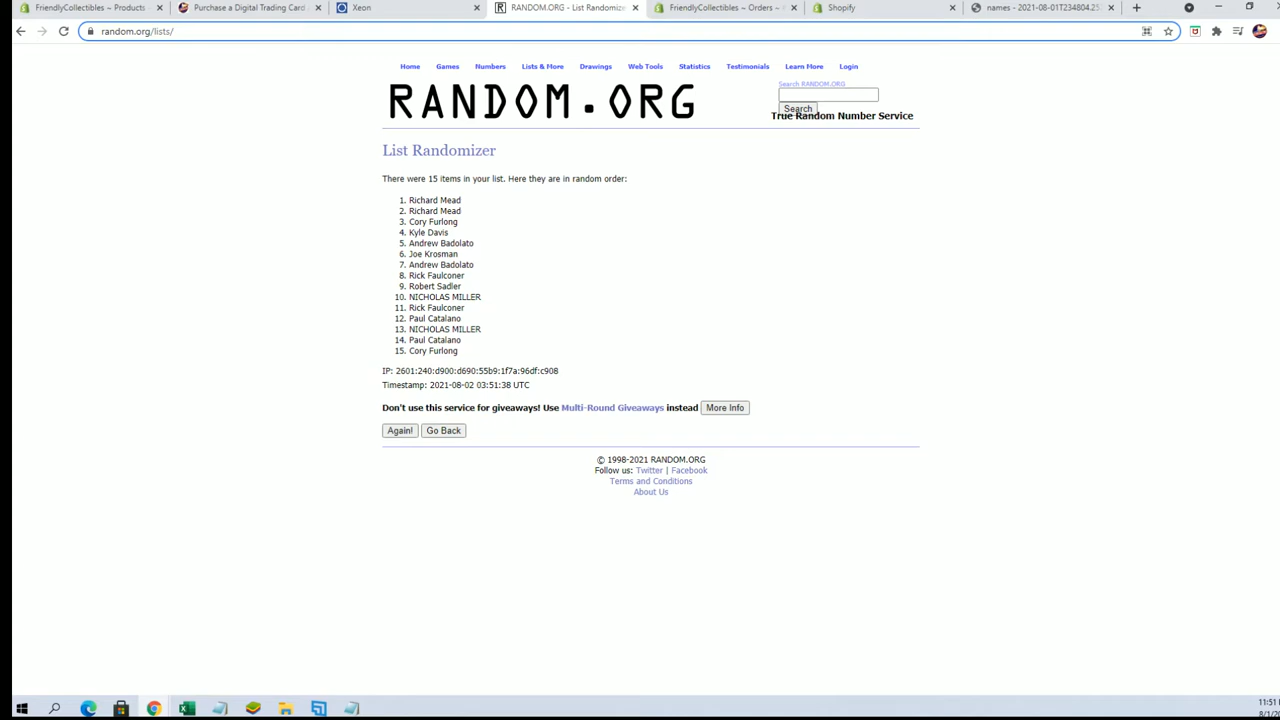 FriendlyCollectibles ~ Products
Purchase a Digital Trading Card
Xeon
RANDOM.ORG - List Randomizer
FriendlyCollectibles ~ Orders ~
Shopify
names - 2021-08-01T234804.25
random.org/lists/
Home Games Numbers Lists & More Drawings Web Tools Statistics Testimonials Learn More Login
RANDOM.ORG
Search RANDOM.ORG
Search
True Random Number Service
List Randomizer
There were 15 items in your list. Here they are in random order:
1. Richard Mead
2. Richard Mead
3. Cory Furlong
4. Kyle Davis
5. Andrew Badolato
6. Joe Krosman
7. Andrew Badolato
8. Rick Faulconer
9. Robert Sadler
10. NICHOLAS MILLER
11. Rick Faulconer
12. Paul Catalano
13. NICHOLAS MILLER
14. Paul Catalano
15. Cory Furlong
IP: 2601:240:d900:d690:55b9:1f7a:96df:c908
Timestamp: 2021-08-02 03:51:38 UTC
Don't use this service for giveaways! Use Multi-Round Giveaways instead More Info
Again! Go Back
© 1998-2021 RANDOM.ORG
Follow us: Twitter | Facebook
Terms and Conditions
About Us
11:51
8/1/20